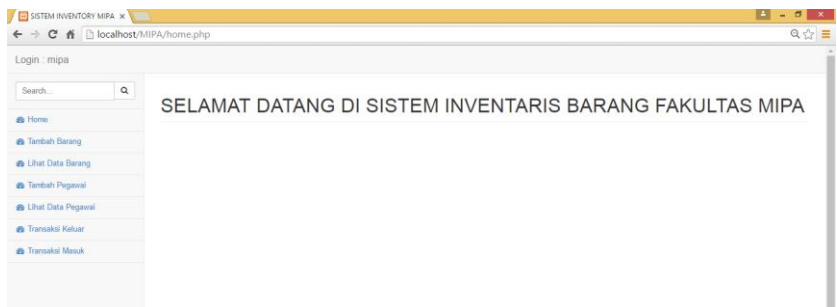 SISTEM INVENTORY MIPA
localhost/MIPA/home.php
Login : mipa
Search...
SELAMAT DATANG DI SISTEM INVENTARIS BARANG FAKULTAS MIPA
Home
Tambah Barang
Lihat Data Barang
Tambah Pegawai
Lihat Data Pegawai
Transaksi Keluar
Transaksi Masuk